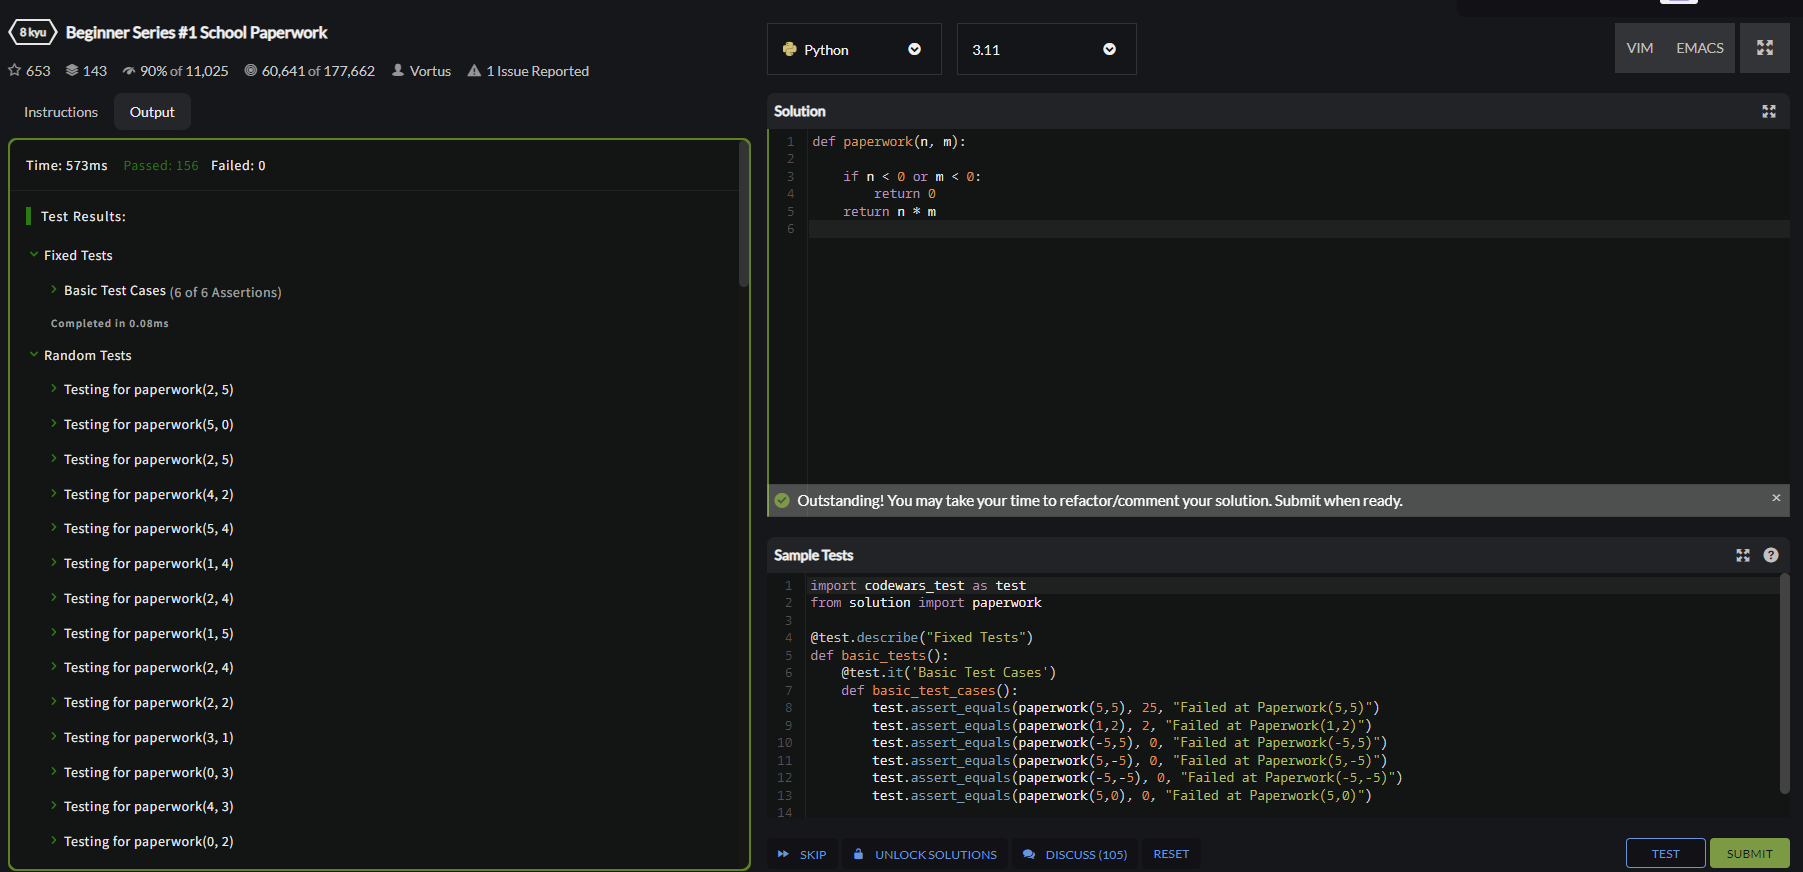 8 kyu Beginner Series #1 School Paperwork
653 143 90% of 11,025 60,641 of 177,662 Vortus 1 Issue Reported
Instructions Output
Time: 573ms Passed: 156 Failed: 0
Test Results:
Fixed Tests
Basic Test Cases (6 of 6 Assertions)
Completed in 0.08ms
Random Tests
Testing for paperwork(2, 5)
Testing for paperwork(5, 0)
Testing for paperwork(2, 5)
Testing for paperwork(4, 2)
Testing for paperwork(5, 4)
Testing for paperwork(1, 4)
Testing for paperwork(2, 4)
Testing for paperwork(1, 5)
Testing for paperwork(2, 4)
Testing for paperwork(2, 2)
Testing for paperwork(3, 1)
Testing for paperwork(0, 3)
Testing for paperwork(4, 3)
Testing for paperwork(0, 2)
Python 3.11 VIM EMACS
Solution
1 def paperwork(n, m):
2
3 if n < 0 or m < 0:
4 return 0
5 return n * m
6
Outstanding! You may take your time to refactor/comment your solution. Submit when ready. ×
Sample Tests ?
1 import codewars_test as test
2 from solution import paperwork
3
4 @test.describe("Fixed Tests")
5 def basic_tests():
6 @test.it('Basic Test Cases')
7 def basic_test_cases():
8 test.assert_equals(paperwork(5,5), 25, "Failed at Paperwork(5,5)")
9 test.assert_equals(paperwork(1,2), 2, "Failed at Paperwork(1,2)")
10 test.assert_equals(paperwork(-5,5), 0, "Failed at Paperwork(-5,5)")
11 test.assert_equals(paperwork(5,-5), 0, "Failed at Paperwork(5,-5)")
12 test.assert_equals(paperwork(-5,-5), 0, "Failed at Paperwork(-5,-5)")
13 test.assert_equals(paperwork(5,0), 0, "Failed at Paperwork(5,0)")
14
SKIP UNLOCK SOLUTIONS DISCUSS (105) RESET TEST SUBMIT